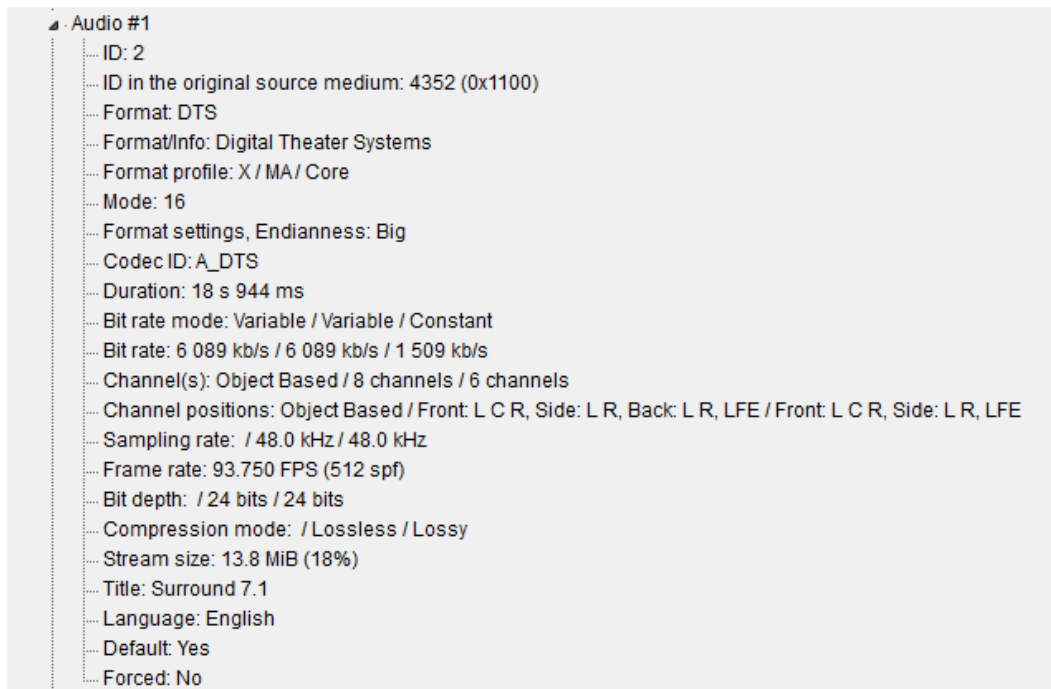 Audio #1
ID: 2
ID in the original source medium: 4352 (0x1100)
Format: DTS
Format/Info: Digital Theater Systems
Format profile: X / MA / Core
Mode: 16
Format settings, Endianness: Big
Codec ID: A_DTS
Duration: 18 s 944 ms
Bit rate mode: Variable / Variable / Constant
Bit rate: 6 089 kb/s / 6 089 kb/s / 1 509 kb/s
Channel(s): Object Based / 8 channels / 6 channels
Channel positions: Object Based / Front: L C R, Side: L R, Back: L R, LFE / Front: L C R, Side: L R, LFE
Sampling rate:  / 48.0 kHz / 48.0 kHz
Frame rate: 93.750 FPS (512 spf)
Bit depth:  / 24 bits / 24 bits
Compression mode:  / Lossless / Lossy
Stream size: 13.8 MiB (18%)
Title: Surround 7.1
Language: English
Default: Yes
Forced: No